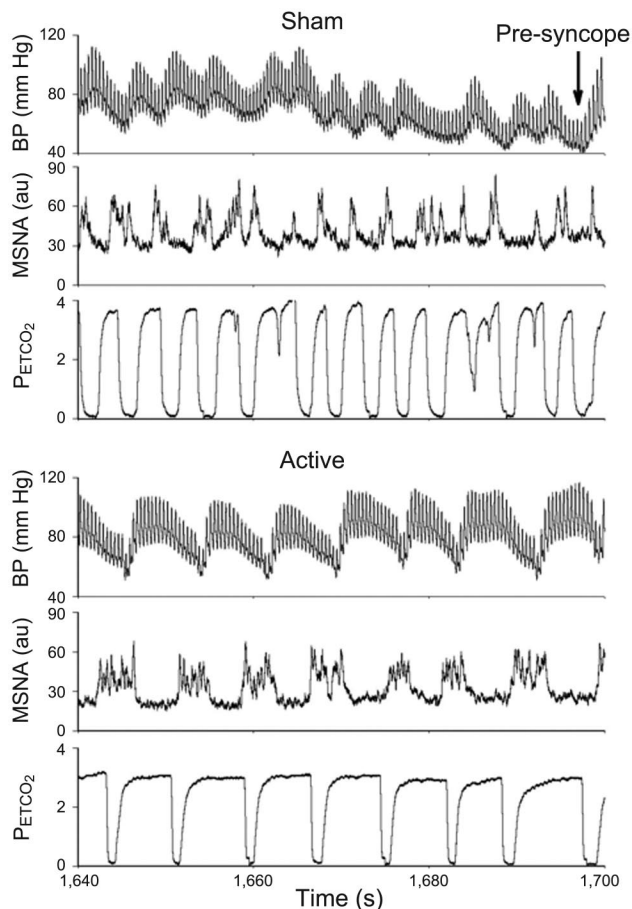 Sham
Pre-syncope
BP (mm Hg)
120
80
40
MSNA (au)
90
60
30
0
PETCO2
4
2
0
Active
BP (mm Hg)
120
80
40
MSNA (au)
90
60
30
0
PETCO2
4
2
0
1,640
1,660
1,680
1,700
Time (s)